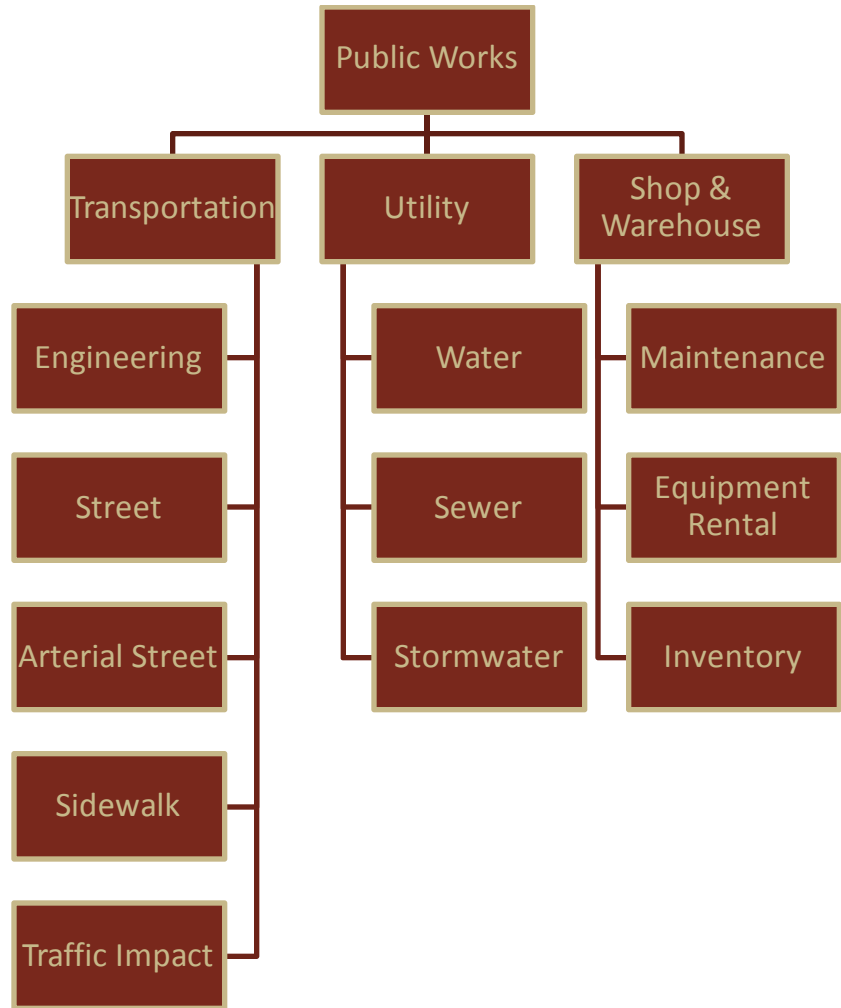 Public Works
Transportation
Utility
Shop &
Warehouse
Engineering
Water
Maintenance
Street
Sewer
Equipment
Rental
Arterial Street
Stormwater
Inventory
Sidewalk
Traffic Impact